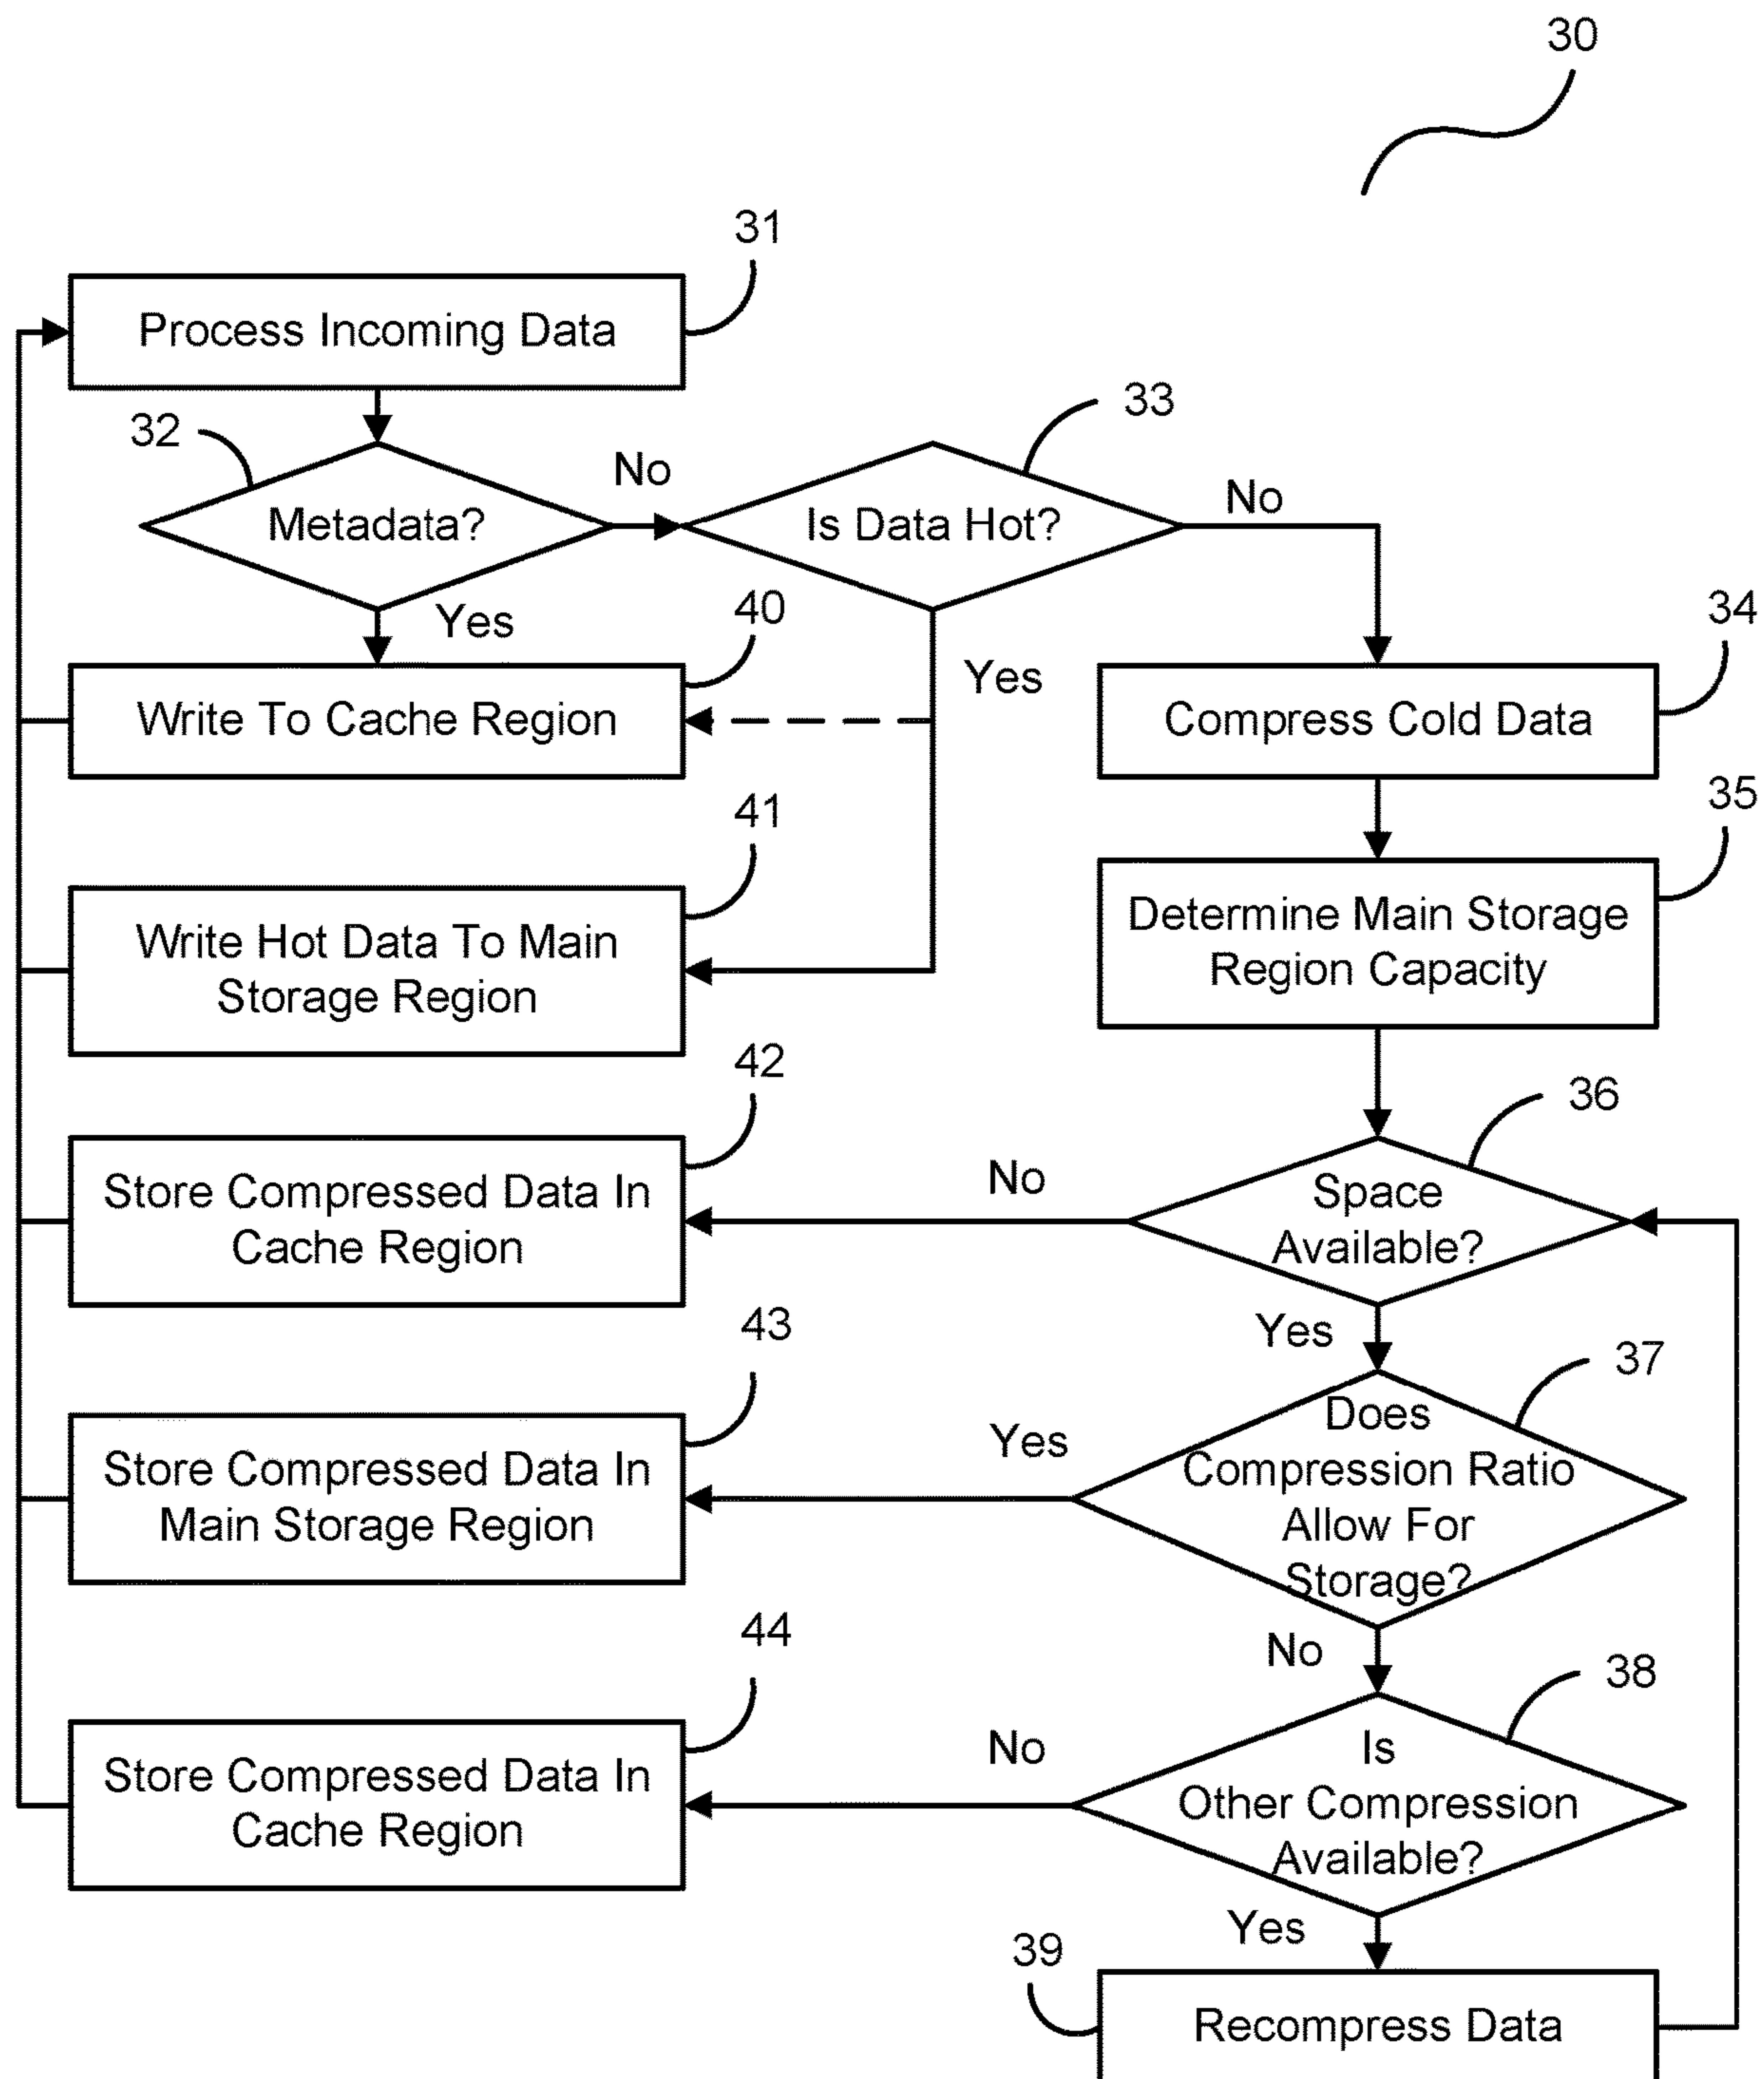 30
31
Process Incoming Data
32
33
No
Metadata?
Is Data Hot?
No
Yes
40
34
Yes
Write To Cache Region
Compress Cold Data
41
35
Write Hot Data To Main
Storage Region
Determine Main Storage
Region Capacity
42
36
No
Store Compressed Data In
Cache Region
Space
Available?
43
Yes
37
Yes
Store Compressed Data In
Main Storage Region
Does
Compression Ratio
Allow For
Storage?
44
No
38
No
Store Compressed Data In
Cache Region
Is
Other Compression
Available?
Yes
39
Recompress Data